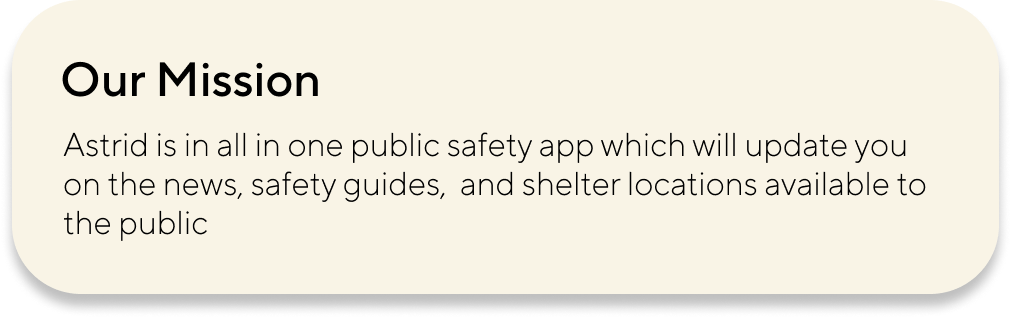 Our Mission
Astrid is in all in one public safety app which will update you
on the news, safety guides,  and shelter locations available to
the public